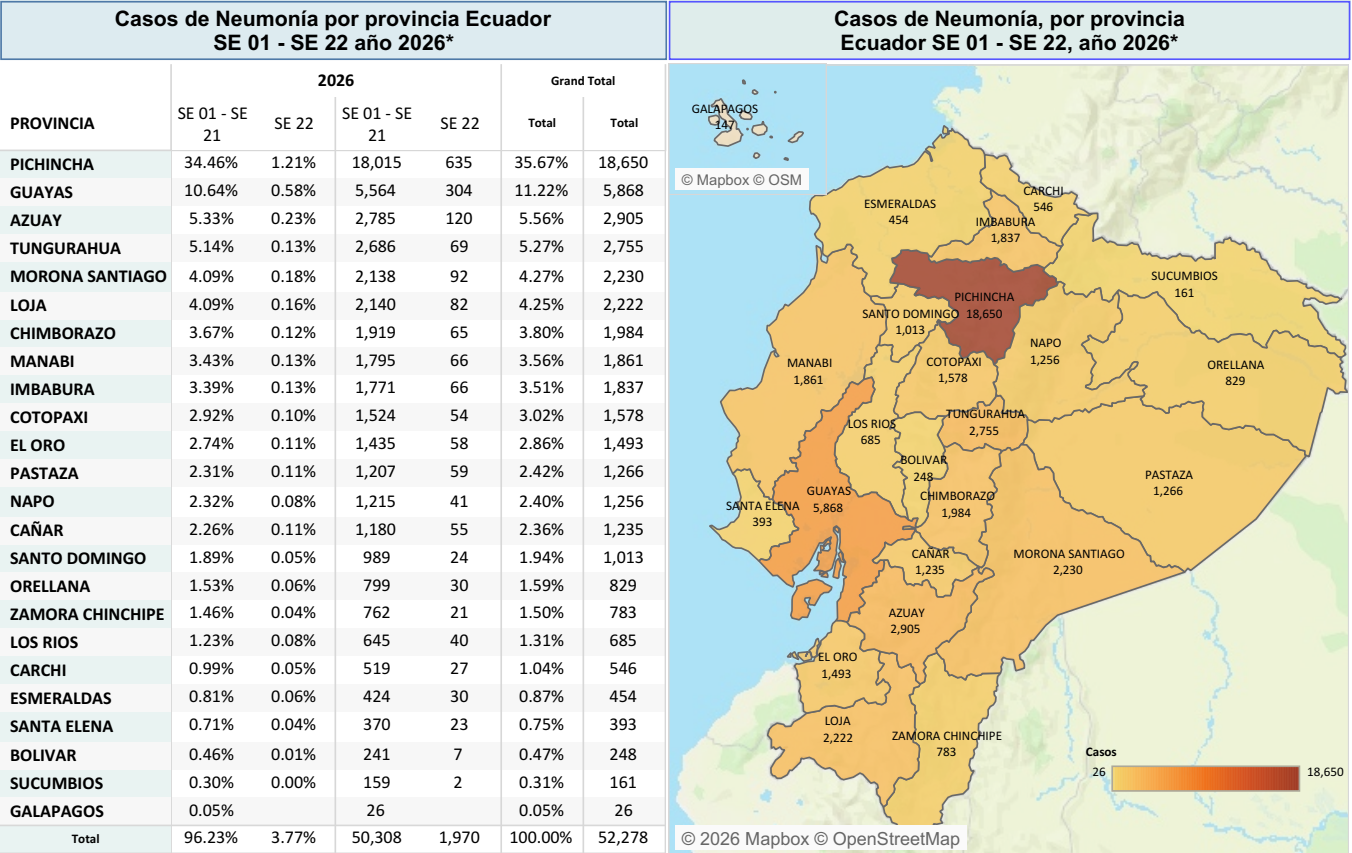 Casos de Neumonía por provincia Ecuador
SE 01 - SE 22 año 2026*
2026 Grand Total
PROVINCIA SE 01 - SE 21 SE 22 SE 01 - SE 21 SE 22 Total Total
PICHINCHA 34.46% 1.21% 18,015 635 35.67% 18,650
GUAYAS 10.64% 0.58% 5,564 304 11.22% 5,868
AZUAY 5.33% 0.23% 2,785 120 5.56% 2,905
TUNGURAHUA 5.14% 0.13% 2,686 69 5.27% 2,755
MORONA SANTIAGO 4.09% 0.18% 2,138 92 4.27% 2,230
LOJA 4.09% 0.16% 2,140 82 4.25% 2,222
CHIMBORAZO 3.67% 0.12% 1,919 65 3.80% 1,984
MANABI 3.43% 0.13% 1,795 66 3.56% 1,861
IMBABURA 3.39% 0.13% 1,771 66 3.51% 1,837
COTOPAXI 2.92% 0.10% 1,524 54 3.02% 1,578
EL ORO 2.74% 0.11% 1,435 58 2.86% 1,493
PASTAZA 2.31% 0.11% 1,207 59 2.42% 1,266
NAPO 2.32% 0.08% 1,215 41 2.40% 1,256
CAÑAR 2.26% 0.11% 1,180 55 2.36% 1,235
SANTO DOMINGO 1.89% 0.05% 989 24 1.94% 1,013
ORELLANA 1.53% 0.06% 799 30 1.59% 829
ZAMORA CHINCHIPE 1.46% 0.04% 762 21 1.50% 783
LOS RIOS 1.23% 0.08% 645 40 1.31% 685
CARCHI 0.99% 0.05% 519 27 1.04% 546
ESMERALDAS 0.81% 0.06% 424 30 0.87% 454
SANTA ELENA 0.71% 0.04% 370 23 0.75% 393
BOLIVAR 0.46% 0.01% 241 7 0.47% 248
SUCUMBIOS 0.30% 0.00% 159 2 0.31% 161
GALAPAGOS 0.05% 26 0.05% 26
Total 96.23% 3.77% 50,308 1,970 100.00% 52,278
Casos de Neumonía, por provincia
Ecuador SE 01 - SE 22, año 2026*
GALAPAGOS
147
© Mapbox © OSM
CARCHI
546
ESMERALDAS
454
IMBABURA
1,837
SUCUMBIOS
161
PICHINCHA
18,650
SANTO DOMINGO
1,013
NAPO
1,256
MANABI
1,861
COTOPAXI
1,578
ORELLANA
829
TUNGURAHUA
2,755
LOS RIOS
685
BOLIVAR
248
PASTAZA
1,266
GUAYAS
5,868
CHIMBORAZO
1,984
SANTA ELENA
393
CAÑAR
1,235
MORONA SANTIAGO
2,230
AZUAY
2,905
EL ORO
1,493
LOJA
2,222
ZAMORA CHINCHIPE
783
Casos
26 18,650
© 2026 Mapbox © OpenStreetMap